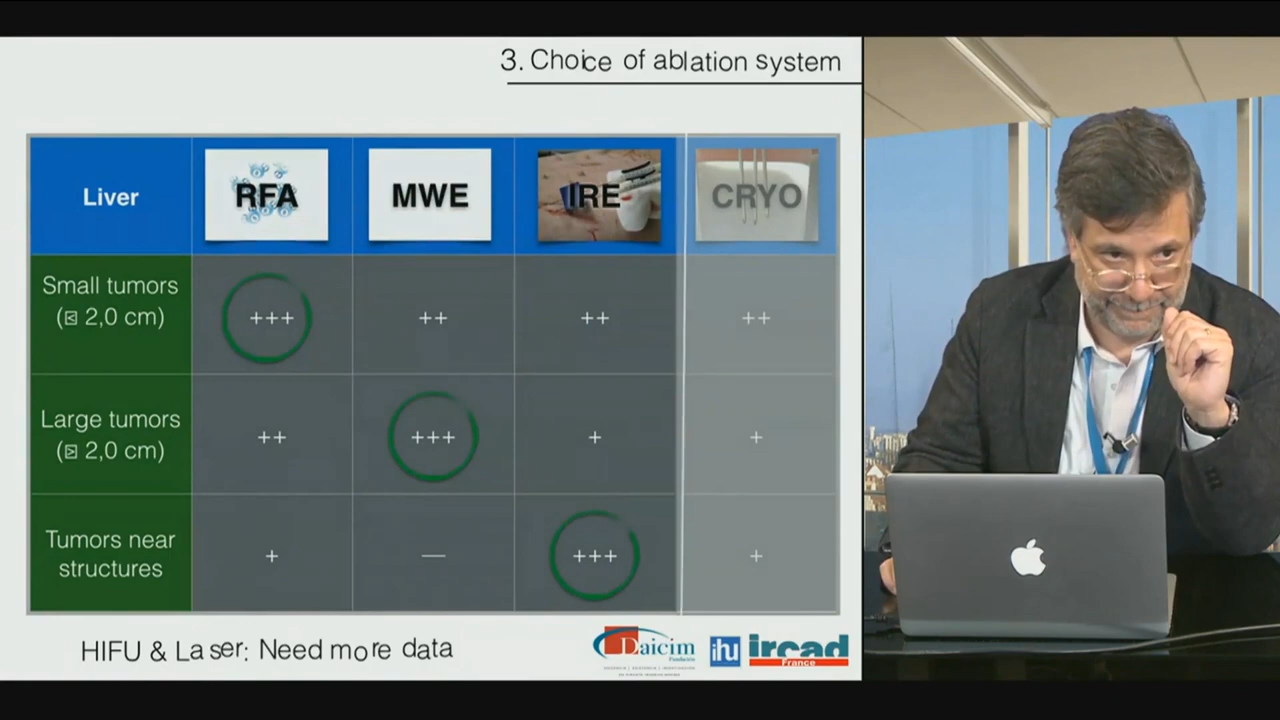 3. Choice of ablation system
Liver
RFA
MWE
IRE
CRYO
Small tumors
(≤ 2,0 cm)
+++
++
++
++
Large tumors
(≥ 2,0 cm)
++
+++
+
+
Tumors near
structures
+
—
+++
+
HIFU & Laser: Need more data
Daicim
Fundación
ihu
ircad
France